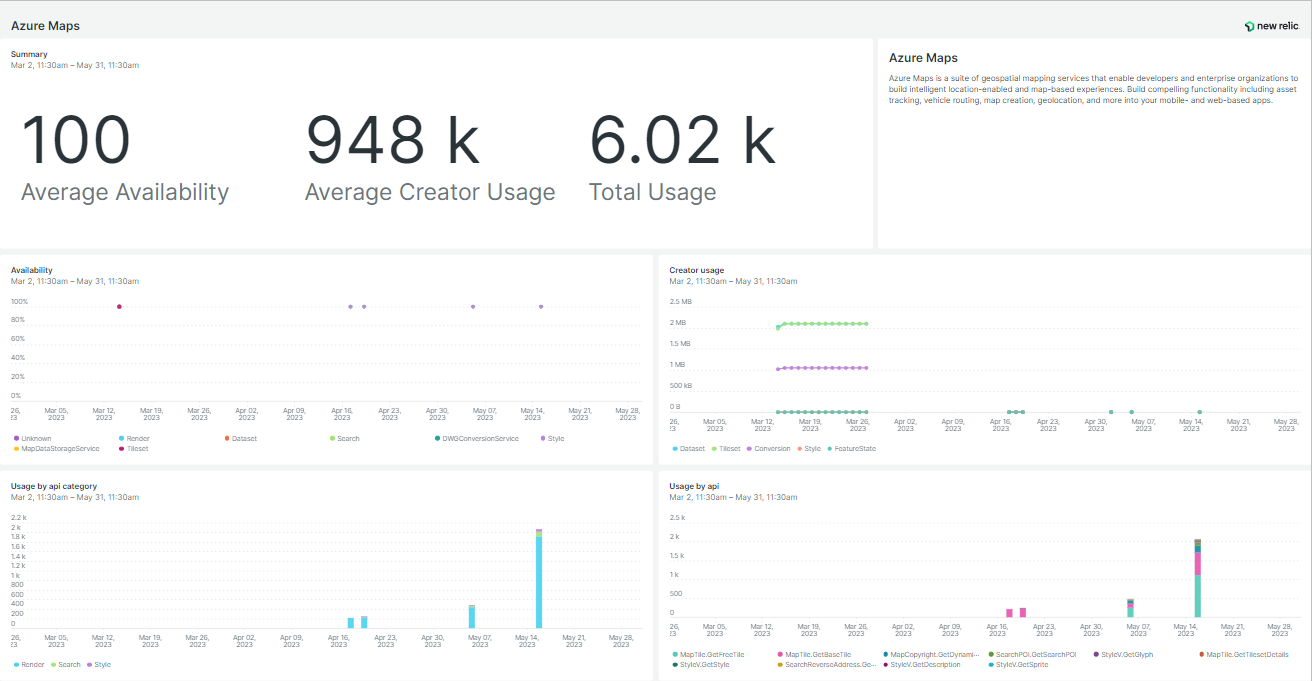 Azure Maps
new relic.
Summary
Mar 2, 11:30am – May 31, 11:30am
100
948 k
6.02 k
Average Availability
Average Creator Usage
Total Usage
Azure Maps
Azure Maps is a suite of geospatial mapping services that enable developers and enterprise organizations to
build intelligent location-enabled and map-based experiences. Build compelling functionality including asset
tracking, vehicle routing, map creation, geolocation, and more into your mobile- and web-based apps.
Availability
Mar 2, 11:30am – May 31, 11:30am
100%
80%
60%
40%
20%
0%
26, Mar 05, Mar 12, Mar 19, Mar 26, Apr 02, Apr 09, Apr 16, Apr 23, Apr 30, May 07, May 14, May 21, May 28,
2023 2023 2023 2023 2023 2023 2023 2023 2023 2023 2023 2023 2023
Unknown Render Dataset Search DWGConversionService Style
MapDataStorageService Tileset
Creator usage
Mar 2, 11:30am – May 31, 11:30am
2.5 MB
2 MB
1.5 MB
1 MB
500 kB
0 B
26, Mar 05, Mar 12, Mar 19, Mar 26, Apr 02, Apr 09, Apr 16, Apr 23, Apr 30, May 07, May 14, May 21, May 28,
2023 2023 2023 2023 2023 2023 2023 2023 2023 2023 2023 2023 2023
Dataset Tileset Conversion Style FeatureState
Usage by api category
Mar 2, 11:30am – May 31, 11:30am
2.2 k
2 k
1.8 k
1.6 k
1.4 k
1.2 k
1 k
800
600
400
200
0
26, Mar 05, Mar 12, Mar 19, Mar 26, Apr 02, Apr 09, Apr 16, Apr 23, Apr 30, May 07, May 14, May 21, May 28,
2023 2023 2023 2023 2023 2023 2023 2023 2023 2023 2023 2023 2023
Render Search Style
Usage by api
Mar 2, 11:30am – May 31, 11:30am
2.5 k
2 k
1.5 k
1 k
500
0
26, Mar 05, Mar 12, Mar 19, Mar 26, Apr 02, Apr 09, Apr 16, Apr 23, Apr 30, May 07, May 14, May 21, May 28,
2023 2023 2023 2023 2023 2023 2023 2023 2023 2023 2023 2023 2023
MapTile.GetFreeTile MapTile.GetBaseTile MapCopyright.GetDynami··· SearchPOI.GetSearchPOI StyleV.GetGlyph MapTile.GetTilesetDetails
StyleV.GetStyle SearchReverseAddress.Ge··· StyleV.GetDescription StyleV.GetSprite